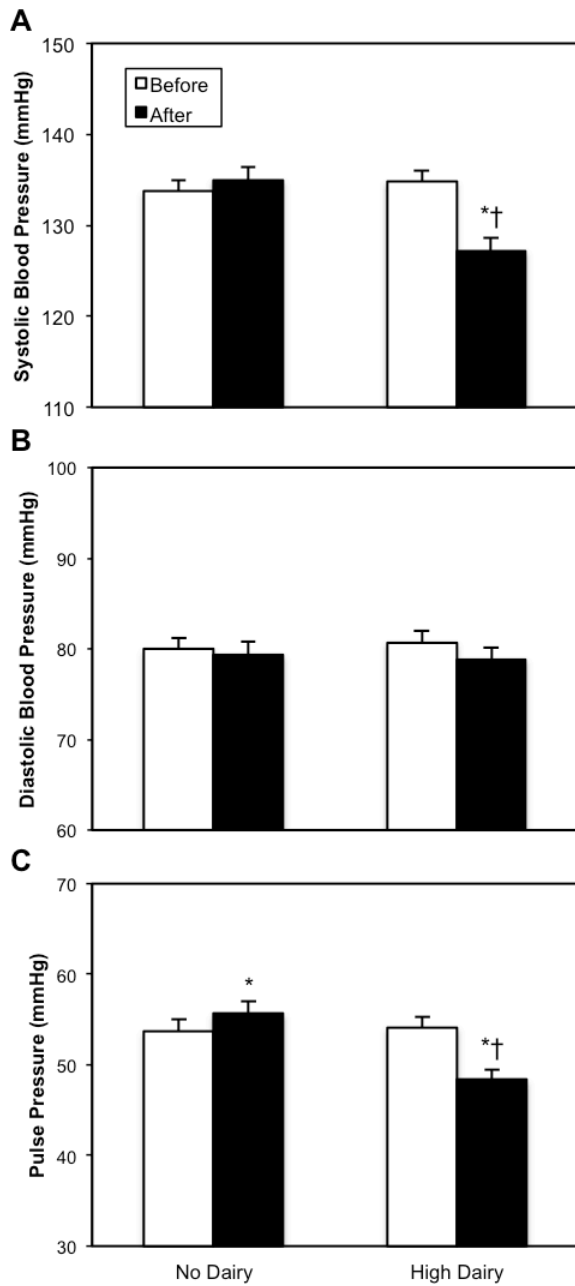 A
Systolic Blood Pressure (mmHg)
150
140
130
120
110
Before
After
*†
B
Diastolic Blood Pressure (mmHg)
100
90
80
70
60
C
Pulse Pressure (mmHg)
70
60
50
40
30
*
*†
No Dairy
High Dairy